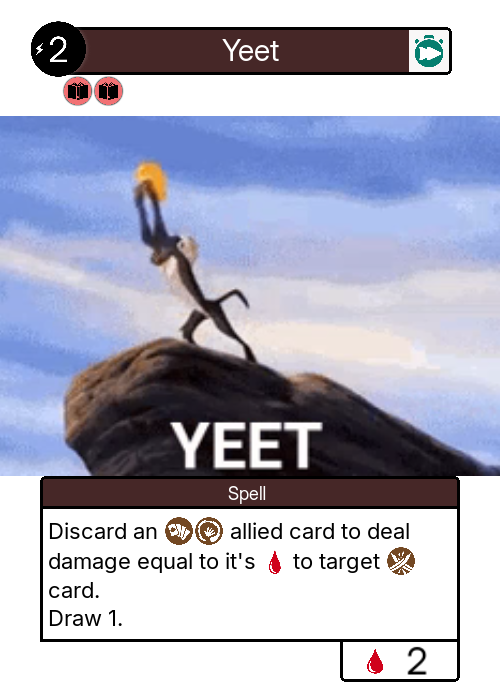 2
Yeet
YEET
Spell
Discard an allied card to deal
damage equal to it's to target
card.
Draw 1.
2